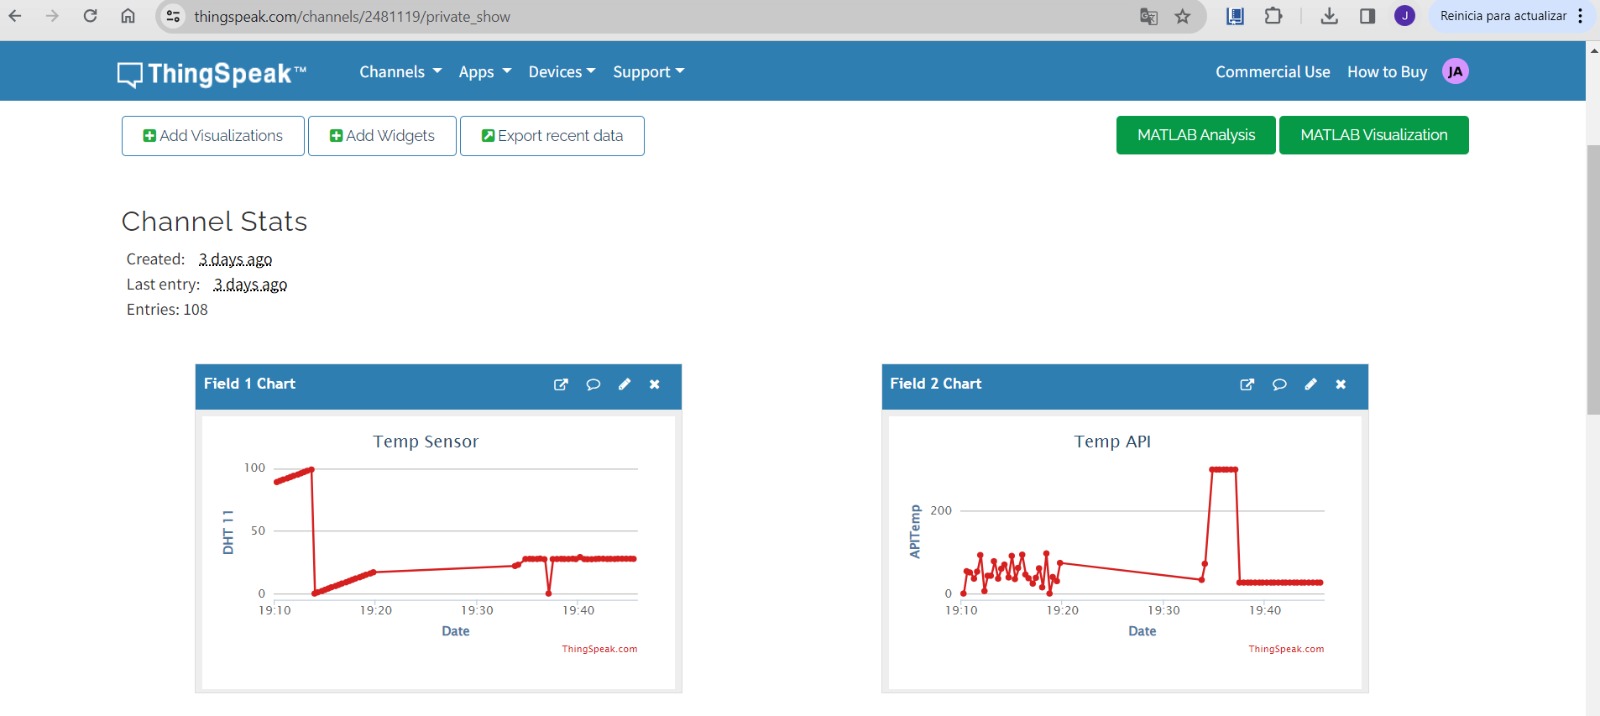 thingspeak.com/channels/2481119/private_show
J
Reinicia para actualizar
ThingSpeak™
Channels Apps Devices Support
Commercial Use How to Buy JA
Add Visualizations Add Widgets Export recent data
MATLAB Analysis MATLAB Visualization
Channel Stats
Created: 3 days ago
Last entry: 3 days ago
Entries: 108
Field 1 Chart
Temp Sensor
DHT 11
100
50
0
19:10 19:20 19:30 19:40
Date
ThingSpeak.com
Field 2 Chart
Temp API
APITemp
200
0
19:10 19:20 19:30 19:40
Date
ThingSpeak.com